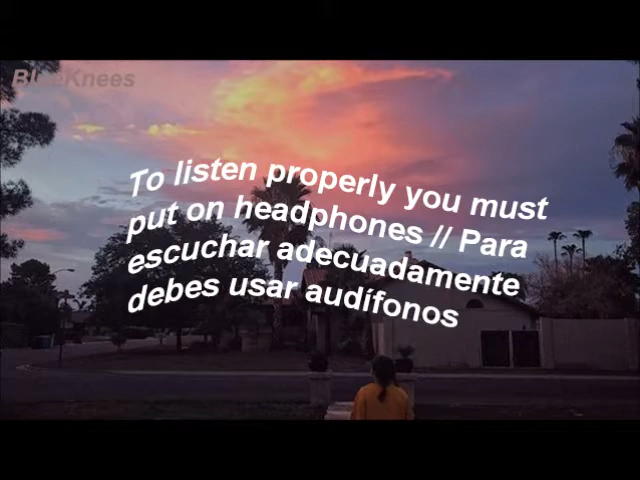 BlueKnees
To listen properly you must
put on headphones // Para
escuchar adecuadamente
debes usar audífonos